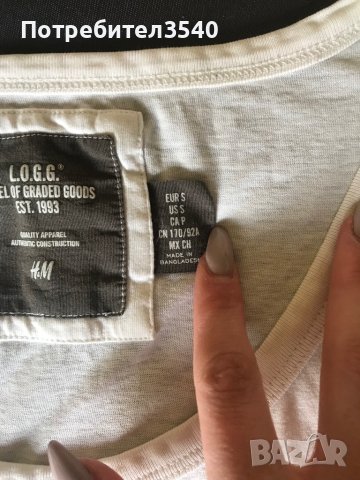 Потребител3540
L.O.G.G.®
EL OF GRADED GOODS
EST. 1993
QUALITY APPAREL
AUTHENTIC CONSTRUCTION
H&M
EUR S
US S
CA P
CN 170/92A
MX CH
MADE IN
BANGLADESH
BAZAR